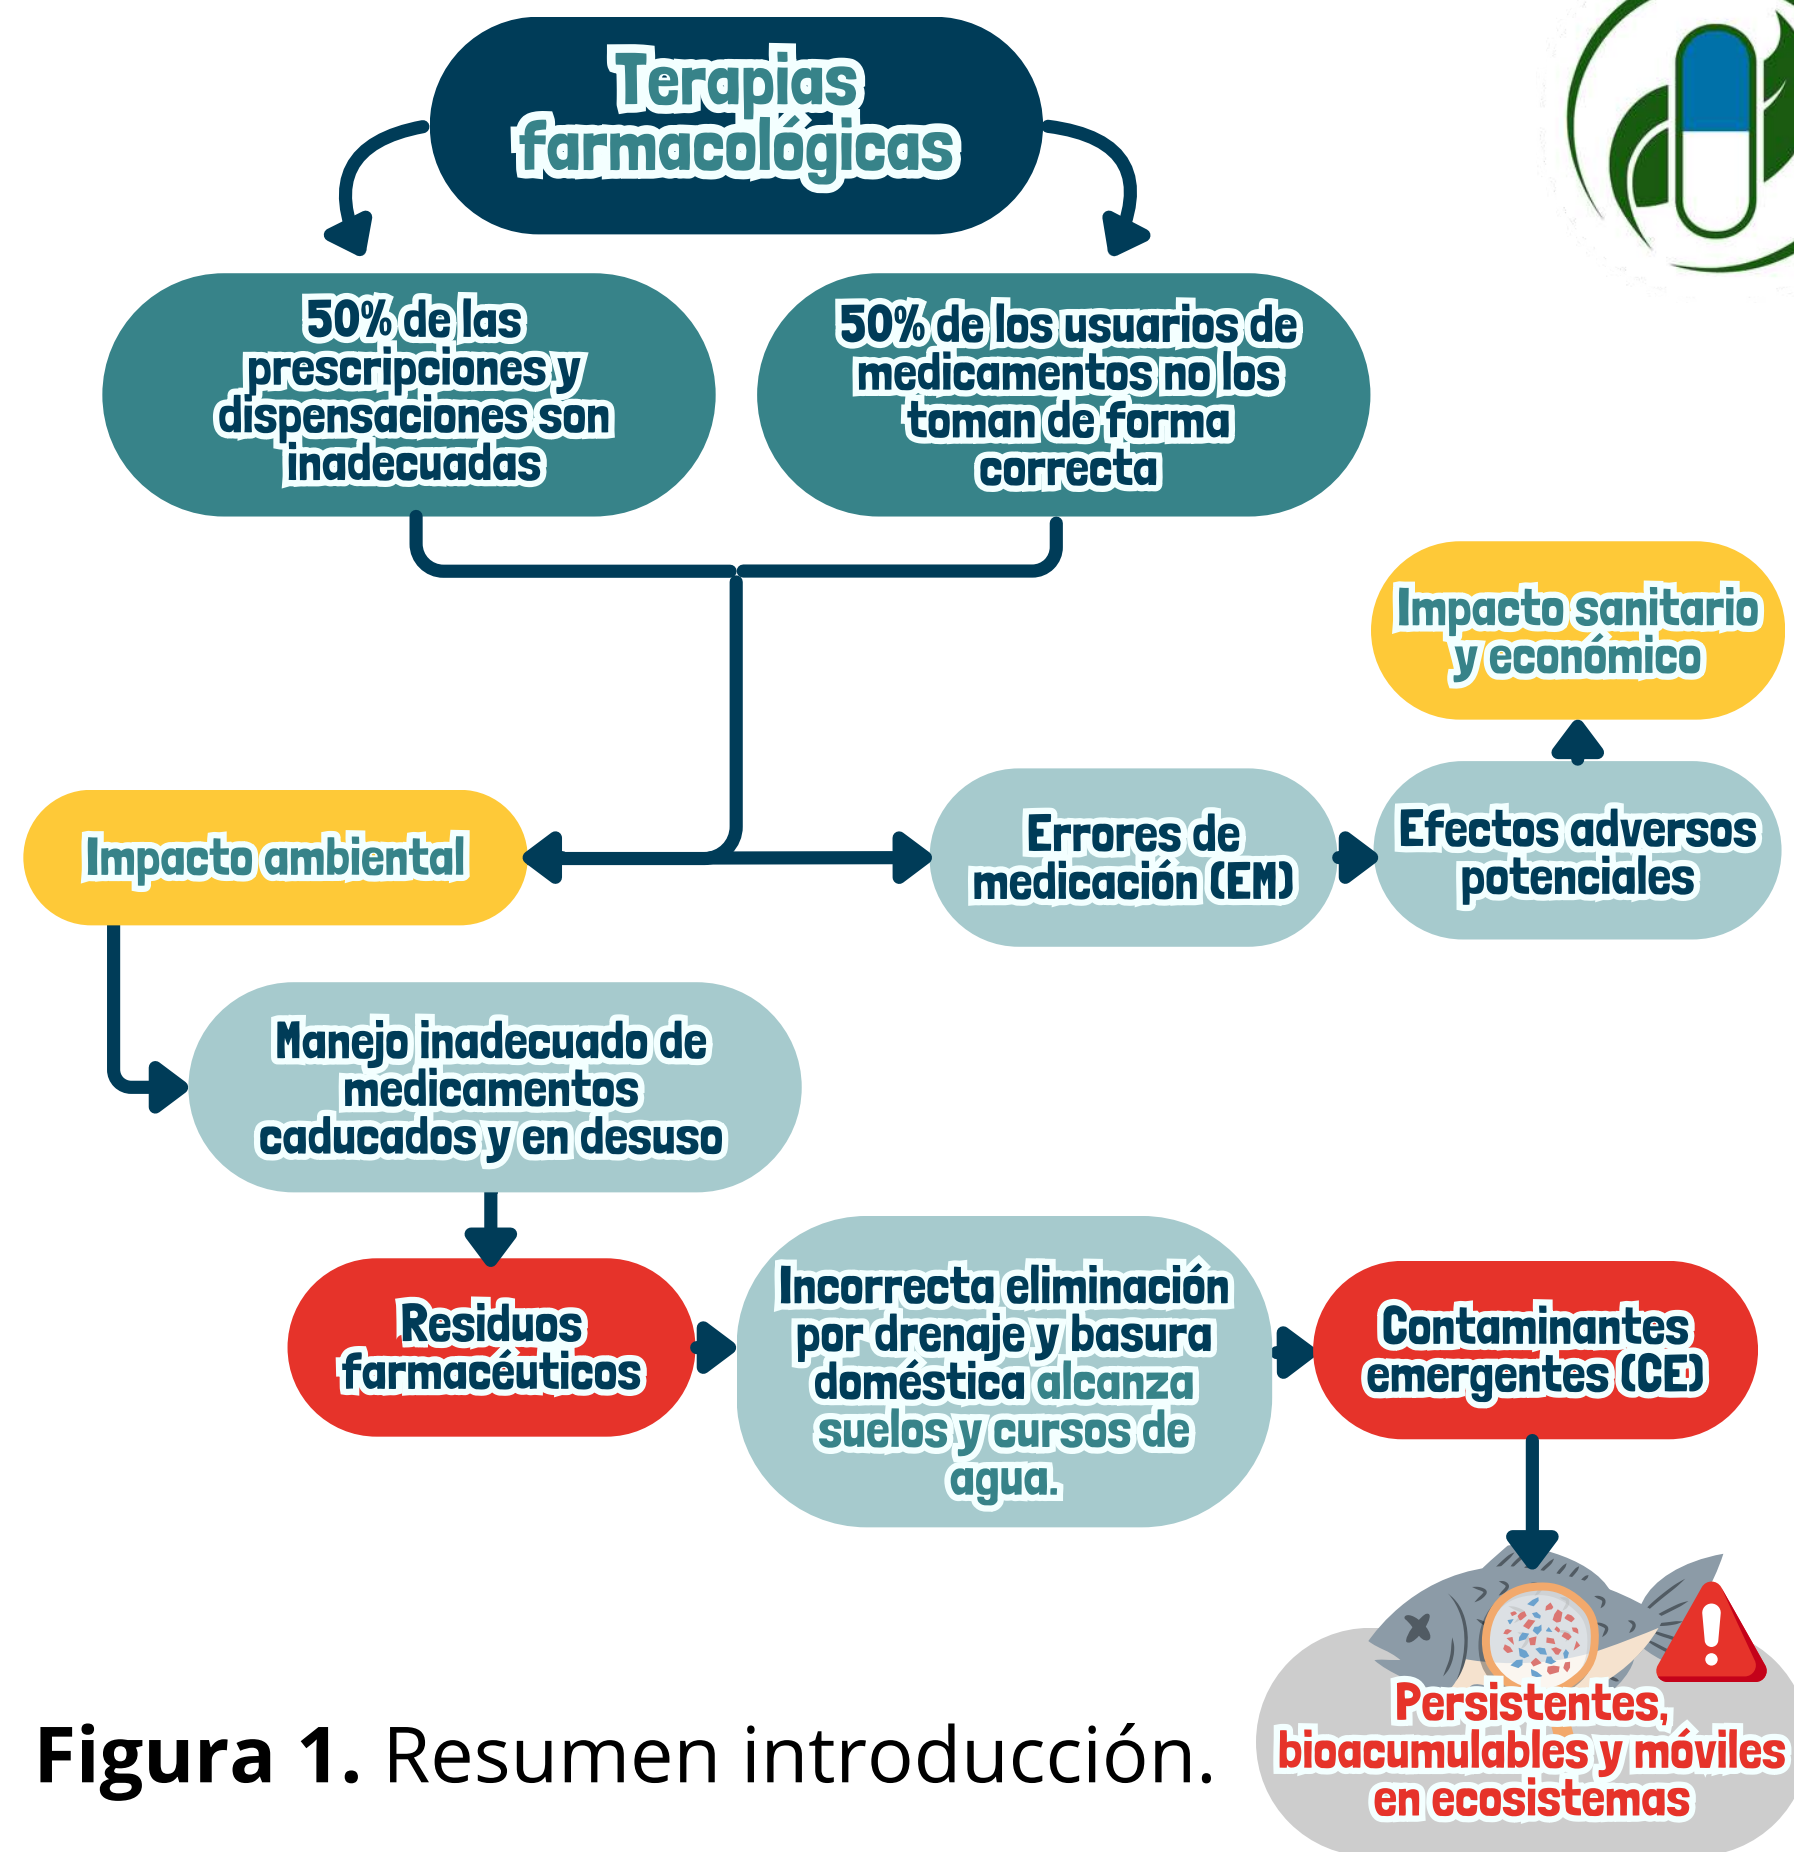 Terapias
farmacológicas
50% de las
prescripciones y
dispensaciones son
inadecuadas
50% de los usuarios de
medicamentos no los
toman de forma
correcta
Impacto sanitario
y económico
Impacto ambiental
Errores de
medicación (EM)
Efectos adversos
potenciales
Manejo inadecuado de
medicamentos
caducados y en desuso
Residuos
farmacéuticos
Incorrecta eliminación
por drenaje y basura
doméstica alcanza
suelos y cursos de
agua.
Contaminantes
emergentes (CE)
Persistentes,
bioacumulables y móviles
en ecosistemas
Figura 1. Resumen introducción.